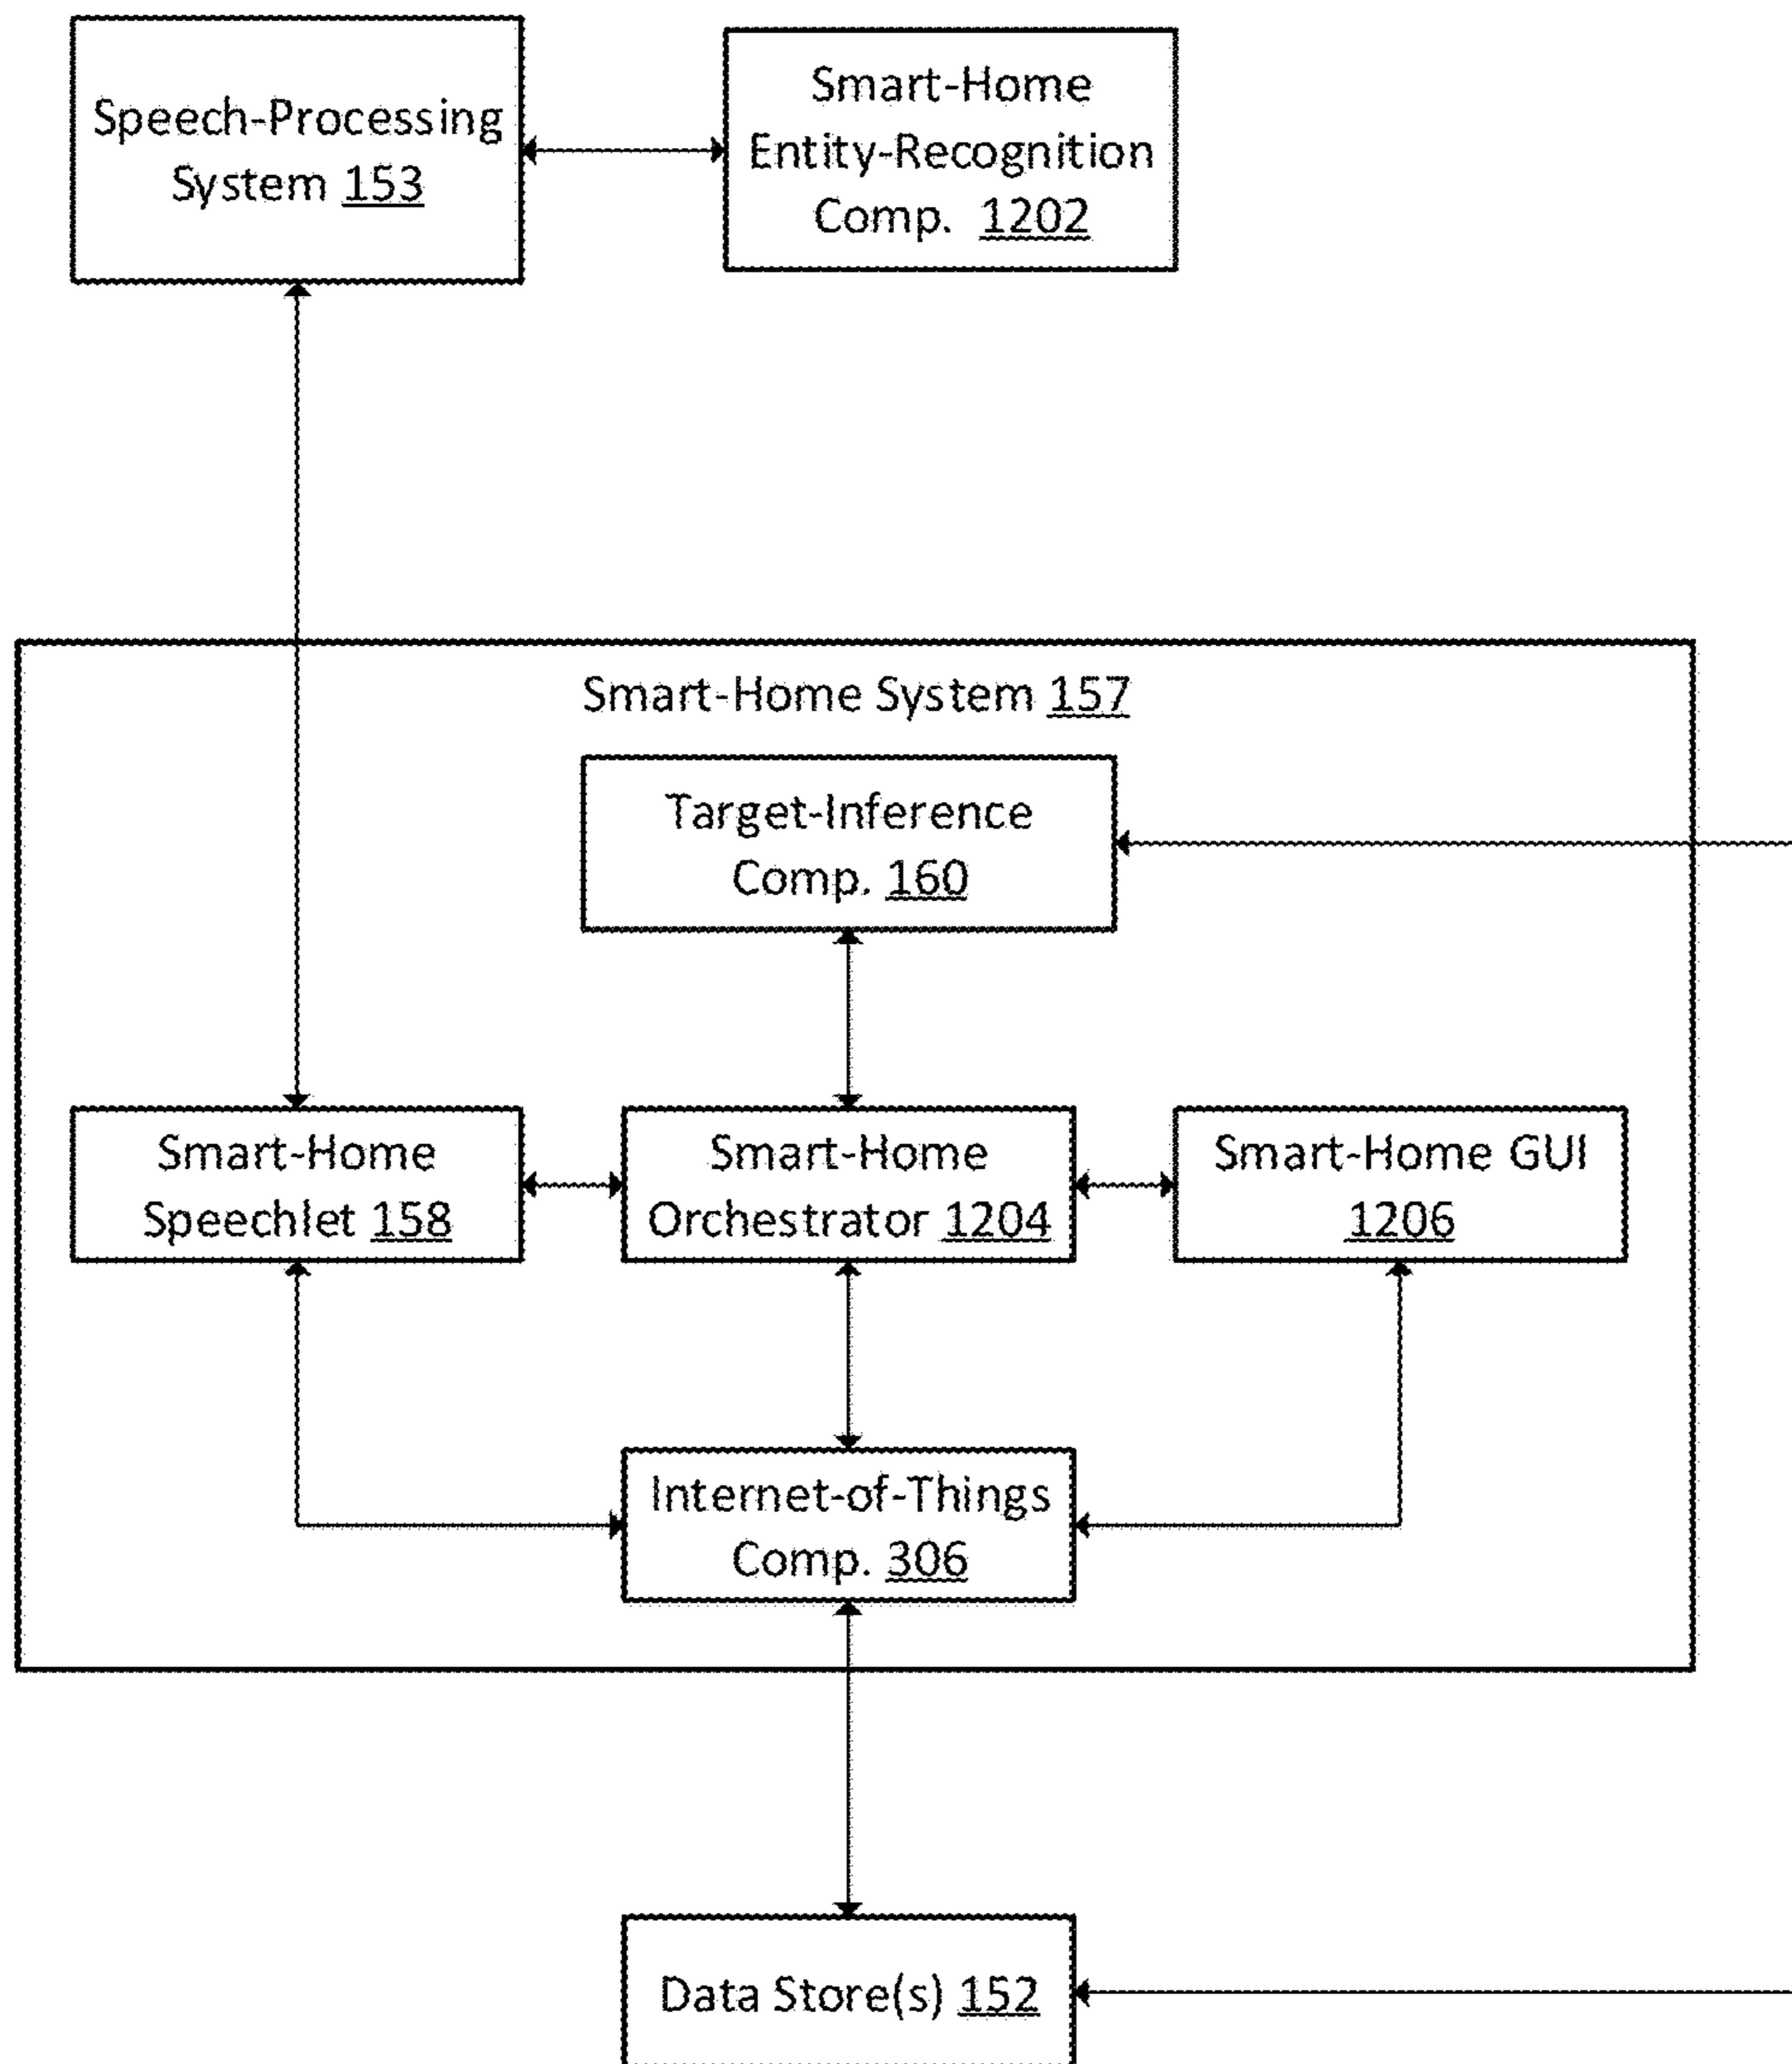 Speech-Processing
System 153
Smart-Home
Entity-Recognition
Comp. 1202
Smart-Home System 157
Target-Inference
Comp. 160
Smart-Home
Speechlet 158
Smart-Home
Orchestrator 1204
Smart-Home GUI
1206
Internet-of-Things
Comp. 306
Data Store(s) 152